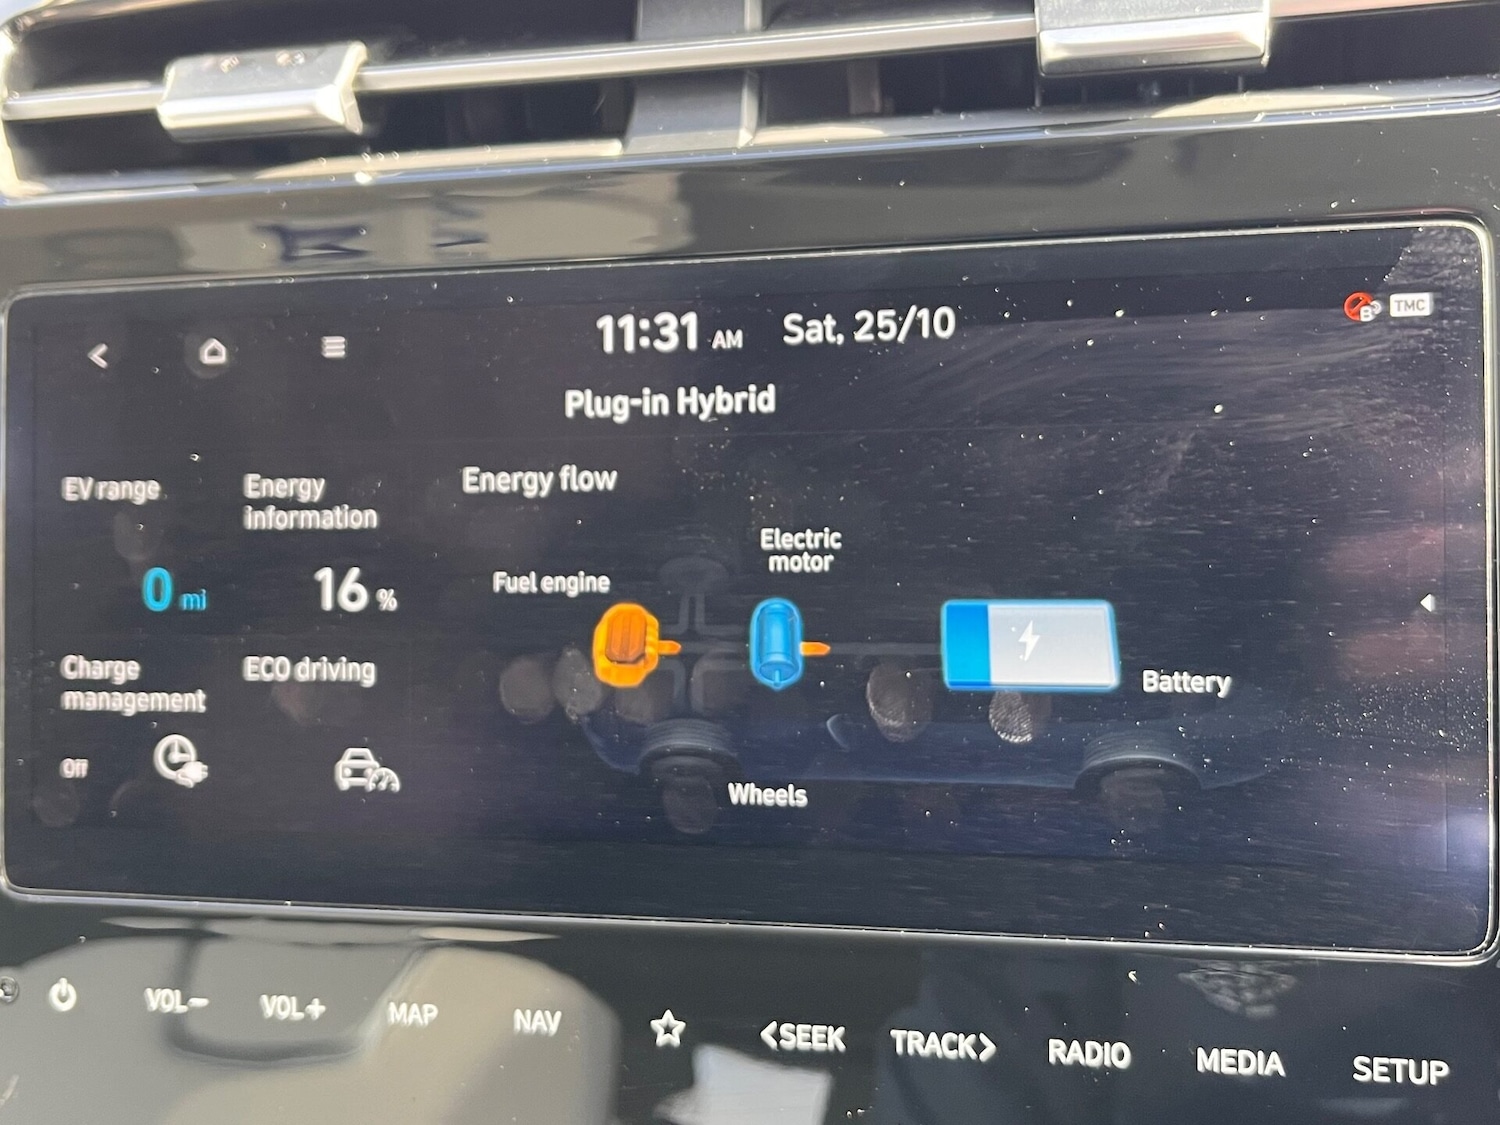 11:31 AM Sat, 25/10
B
TMC
Plug-in Hybrid
EV range
0 mi
Energy
information
16 %
Charge
management
Off
ECO driving
Energy flow
Fuel engine
Electric
motor
Battery
Wheels
VOL−
VOL+
MAP
NAV
<SEEK
TRACK>
RADIO
MEDIA
SETUP